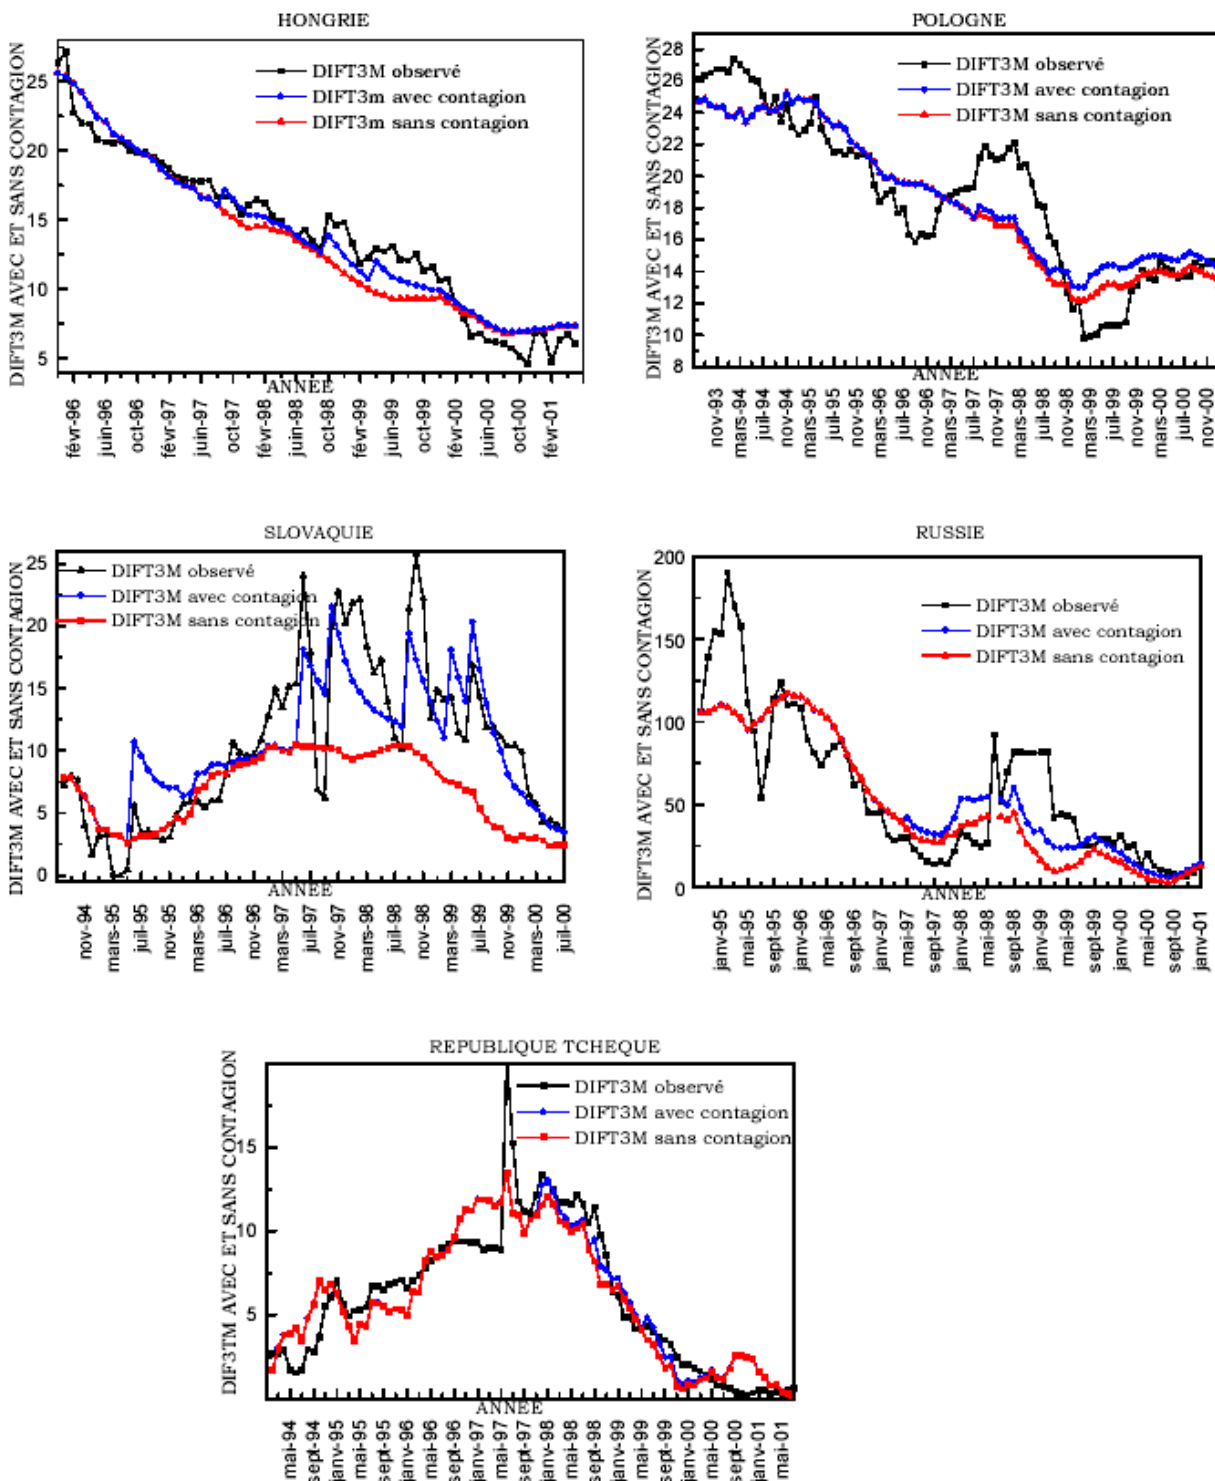 HONGRIE
DIFT3M AVEC ET SANS CONTAGION
25
20
15
10
5
DIFT3M observé
DIFT3m avec contagion
DIFT3m sans contagion
ANNEE
févr-96
juin-96
oct-96
févr-97
juin-97
oct-97
févr-98
juin-98
oct-98
févr-99
juin-99
oct-99
févr-00
juin-00
oct-00
févr-01
POLOGNE
DIFT3M AVEC ET SANS CONTAGION
28
26
24
22
20
18
16
14
12
10
8
DIFT3M observé
DIFT3M avec contagion
DIFT3M sans contagion
ANNEE
nov-93
mars-94
juil-94
nov-94
mars-95
juil-95
nov-95
mars-96
juil-96
nov-96
mars-97
juil-97
nov-97
mars-98
juil-98
nov-98
mars-99
juil-99
nov-99
mars-00
juil-00
nov-00
SLOVAQUIE
DIFT3M AVEC ET SANS CONTAGION
25
20
15
10
5
0
DIFT3M observé
DIFT3M avec contagion
DIFT3M sans contagion
ANNEE
nov-94
mars-95
juil-95
nov-95
mars-96
juil-96
nov-96
mars-97
juil-97
nov-97
mars-98
juil-98
nov-98
mars-99
juil-99
nov-99
mars-00
juil-00
RUSSIE
DIFT3M AVEC ET SANS CONTAGION
200
150
100
50
0
DIFT3M observé
DIFT3M avec contagion
DIFT3M sans contagion
ANNEE
janv-95
mai-95
sept-95
janv-96
mai-96
sept-96
janv-97
mai-97
sept-97
janv-98
mai-98
sept-98
janv-99
mai-99
sept-99
janv-00
mai-00
sept-00
janv-01
REPUBLIQUE TCHEQUE
DIF3TM AVEC ET SANS CONTAGION
15
10
5
DIFT3M observé
DIFT3M avec contagion
DIFT3M sans contagion
ANNEE
mai-94
sept-94
janv-95
mai-95
sept-95
janv-96
mai-96
sept-96
janv-97
mai-97
sept-97
janv-98
mai-98
sept-98
janv-99
mai-99
sept-99
janv-00
mai-00
sept-00
janv-01
mai-01